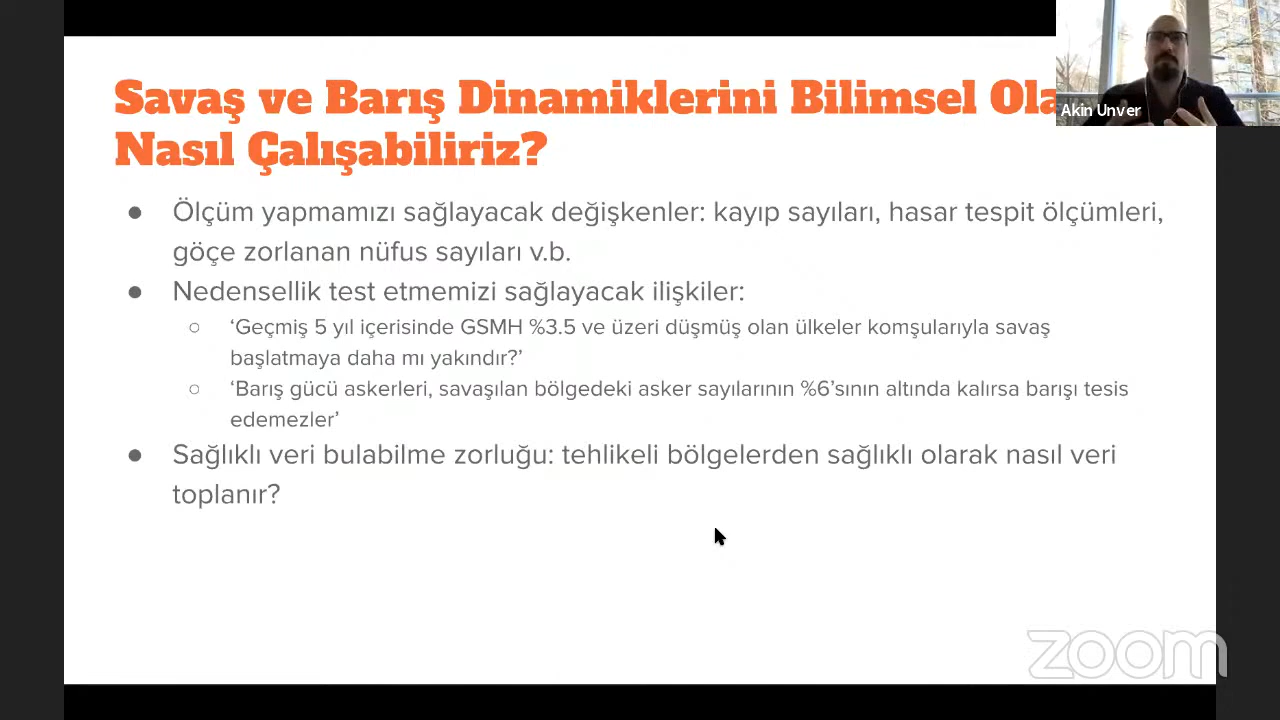 Savaş ve Barış Dinamiklerini Bilimsel
Nasıl Çalışabiliriz?
Akin Unver
● Ölçüm yapmamızı sağlayacak değişkenler: kayıp sayıları, hasar tespit ölçümleri,
göçe zorlanan nüfus sayıları v.b.
● Nedensellik test etmemizi sağlayacak ilişkiler:
○ ‘Geçmiş 5 yıl içerisinde GSMH %3.5 ve üzeri düşmüş olan ülkeler komşularıyla savaş
başlatmaya daha mı yakındır?’
○ ‘Barış gücü askerleri, savaşılan bölgedeki asker sayılarının %6’sının altında kalırsa barışı tesis
edemezler’
● Sağlıklı veri bulabilme zorluğu: tehlikeli bölgelerden sağlıklı olarak nasıl veri
toplanır?
zoom